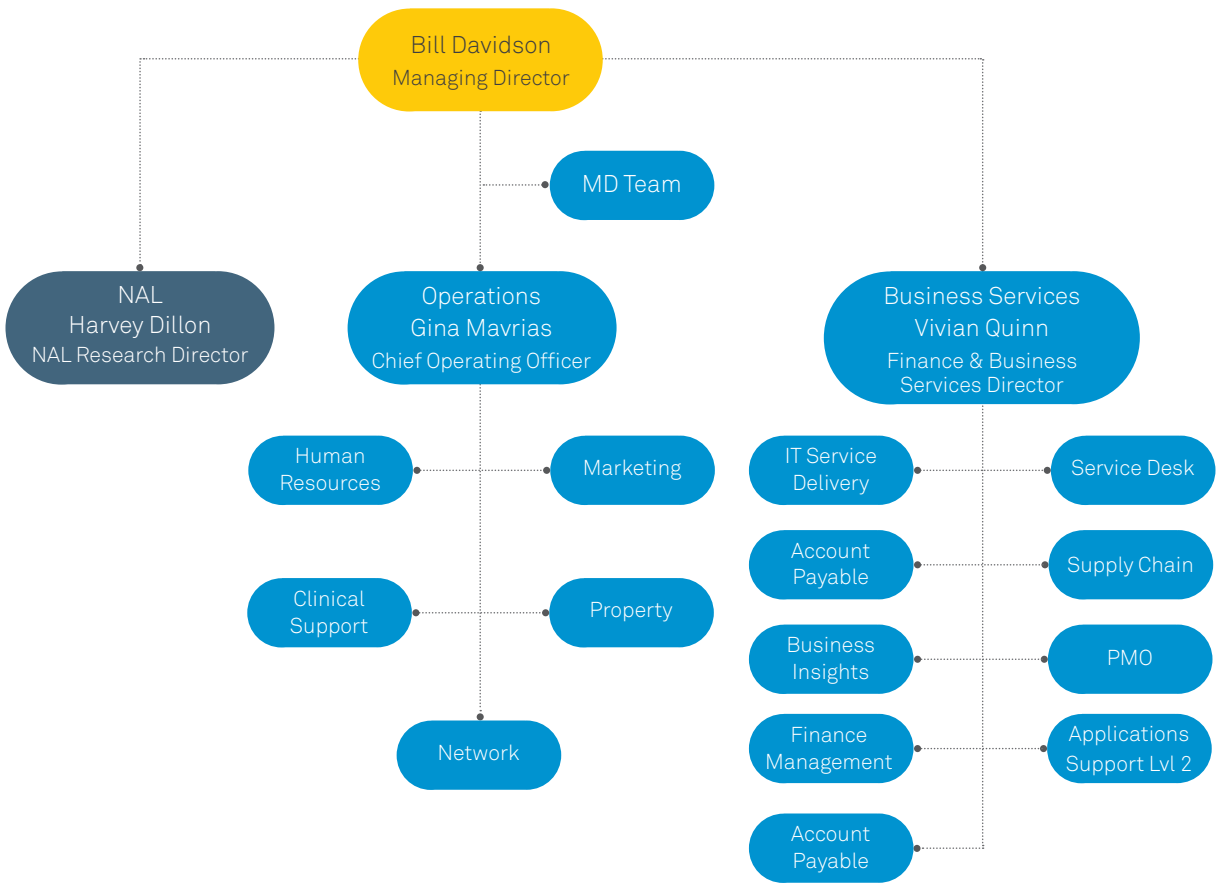 Bill Davidson
Managing Director
MD Team
NAL
Harvey Dillon
NAL Research Director
Operations
Gina Mavrias
Chief Operating Officer
Business Services
Vivian Quinn
Finance & Business
Services Director
Human
Resources
Marketing
Clinical
Support
Property
Network
IT Service
Delivery
Service Desk
Account
Payable
Supply Chain
Business
Insights
PMO
Finance
Management
Applications
Support Lvl 2
Account
Payable